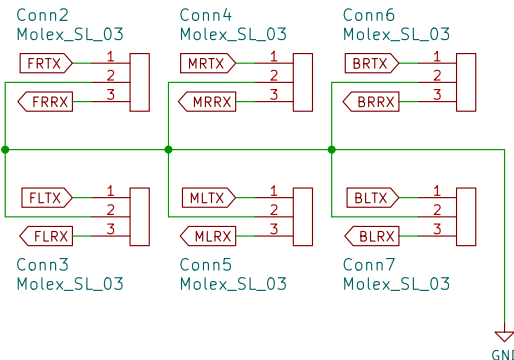 Conn2
Molex_SL_03
FRTX 1
2
FRRX 3
Conn4
Molex_SL_03
MRTX 1
2
MRRX 3
Conn6
Molex_SL_03
BRTX 1
2
BRRX 3
FLTX 1
2
FLRX 3
Conn3
Molex_SL_03
MLTX 1
2
MLRX 3
Conn5
Molex_SL_03
BLTX 1
2
BLRX 3
Conn7
Molex_SL_03
GND